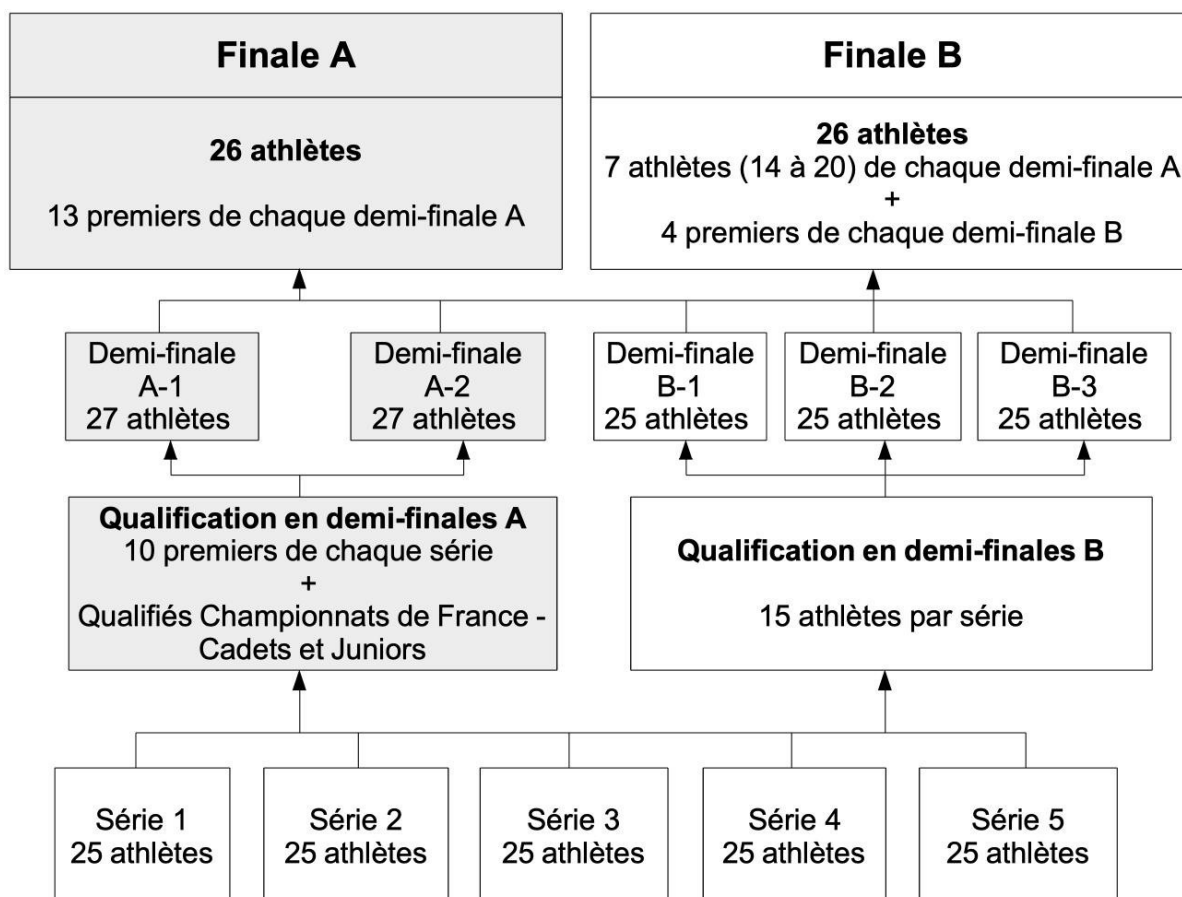 Finale A
26 athlètes
13 premiers de chaque demi-finale A
Finale B
26 athlètes
7 athlètes (14 à 20) de chaque demi-finale A
+
4 premiers de chaque demi-finale B
Demi-finale
A-1
27 athlètes
Demi-finale
A-2
27 athlètes
Demi-finale
B-1
25 athlètes
Demi-finale
B-2
25 athlètes
Demi-finale
B-3
25 athlètes
Qualification en demi-finales A
10 premiers de chaque série
+
Qualifiés Championnats de France -
Cadets et Juniors
Qualification en demi-finales B
15 athlètes par série
Série 1
25 athlètes
Série 2
25 athlètes
Série 3
25 athlètes
Série 4
25 athlètes
Série 5
25 athlètes